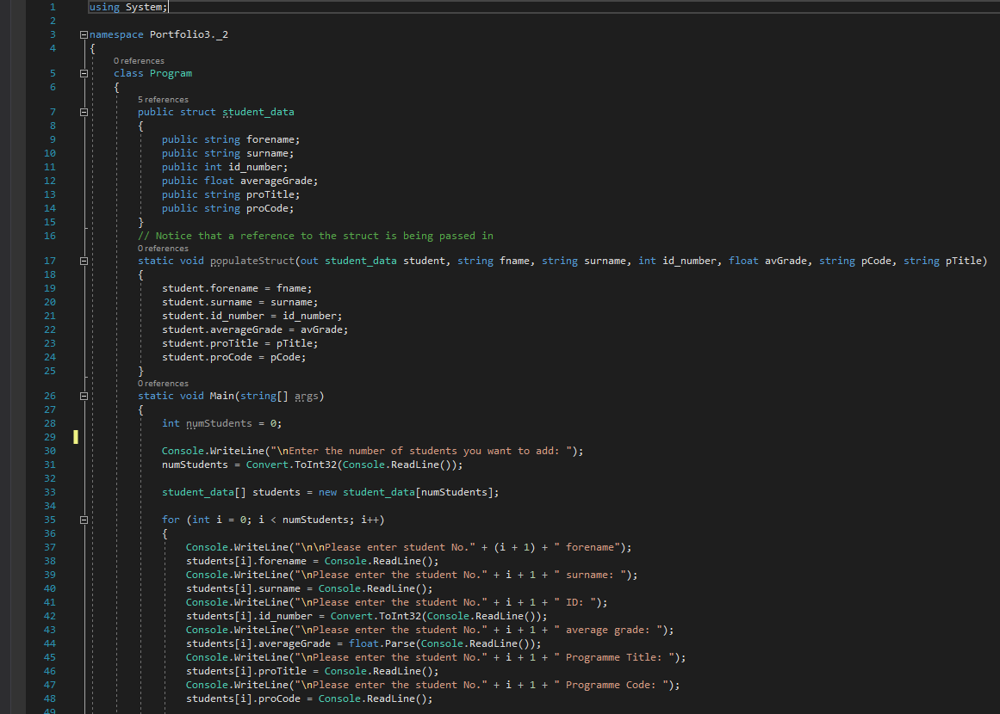 1 using System;
2
3 namespace Portfolio3._2
4 {
0 references
5 class Program
6 {
5 references
7 public struct student_data
8 {
9 public string forename;
10 public string surname;
11 public int id_number;
12 public float averageGrade;
13 public string proTitle;
14 public string proCode;
15 }
16 // Notice that a reference to the struct is being passed in
0 references
17 static void populateStruct(out student_data student, string fname, string surname, int id_number, float avGrade, string pCode, string pTitle)
18 {
19 student.forename = fname;
20 student.surname = surname;
21 student.id_number = id_number;
22 student.averageGrade = avGrade;
23 student.proTitle = pTitle;
24 student.proCode = pCode;
25 }
0 references
26 static void Main(string[] args)
27 {
28 int numStudents = 0;
29
30 Console.WriteLine("\nEnter the number of students you want to add: ");
31 numStudents = Convert.ToInt32(Console.ReadLine());
32
33 student_data[] students = new student_data[numStudents];
34
35 for (int i = 0; i < numStudents; i++)
36 {
37 Console.WriteLine("\n\nPlease enter student No." + (i + 1) + " forename");
38 students[i].forename = Console.ReadLine();
39 Console.WriteLine("\nPlease enter the student No." + i + 1 + " surname: ");
40 students[i].surname = Console.ReadLine();
41 Console.WriteLine("\nPlease enter the student No." + i + 1 + " ID: ");
42 students[i].id_number = Convert.ToInt32(Console.ReadLine());
43 Console.WriteLine("\nPlease enter the student No." + i + 1 + " average grade: ");
44 students[i].averageGrade = float.Parse(Console.ReadLine());
45 Console.WriteLine("\nPlease enter the student No." + i + 1 + " Programme Title: ");
46 students[i].proTitle = Console.ReadLine();
47 Console.WriteLine("\nPlease enter the student No." + i + 1 + " Programme Code: ");
48 students[i].proCode = Console.ReadLine();
49